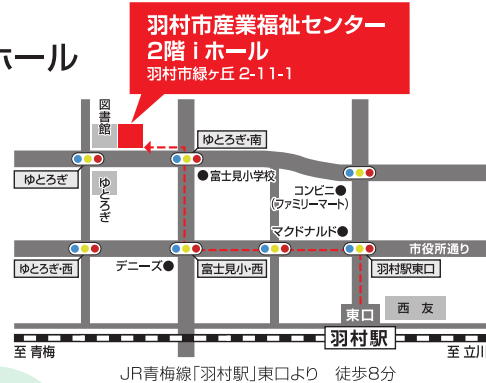 ホール
羽村市産業福祉センター
2階 i ホール
羽村市緑ヶ丘 2-11-1
図書館
ゆとろぎ・南
ゆとろぎ
ゆとろぎ
富士見小学校
コンビニ
(ファミリーマート)
マクドナルド
市役所通り
ゆとろぎ・西
デニーズ
富士見小・西
羽村駅東口
東口
西友
羽村駅
至 青梅
至 立川
JR青梅線「羽村駅」東口より 徒歩8分